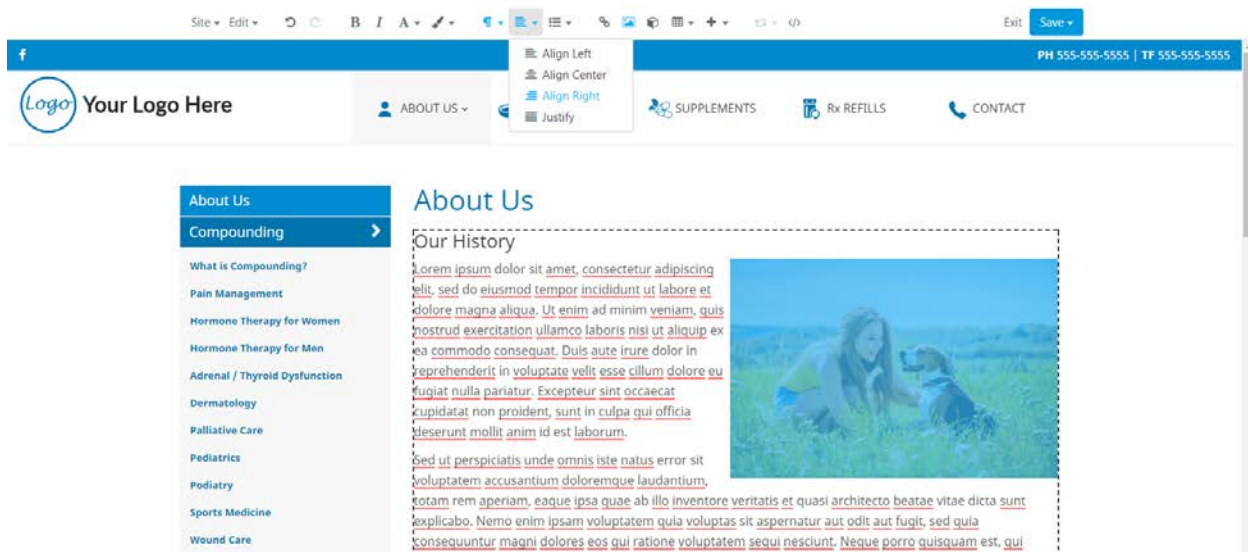 Site Edit B I A Exit Save
f PH 555-555-5555 | TF 555-555-5555
Align Left
Align Center
Align Right
Justify
Logo Your Logo Here ABOUT US SUPPLEMENTS Rx REFILLS CONTACT
About Us
Compounding
What is Compounding?
Pain Management
Hormone Therapy for Women
Hormone Therapy for Men
Adrenal / Thyroid Dysfunction
Dermatology
Palliative Care
Pediatrics
Podiatry
Sports Medicine
Wound Care
About Us
Our History
Lorem ipsum dolor sit amet, consectetur adipiscing
elit, sed do eiusmod tempor incididunt ut labore et
dolore magna aliqua. Ut enim ad minim veniam, quis
nostrud exercitation ullamco laboris nisi ut aliquip ex
ea commodo consequat. Duis aute irure dolor in
reprehenderit in voluptate velit esse cillum dolore eu
fugiat nulla pariatur. Excepteur sint occaecat
cupidatat non proident, sunt in culpa qui officia
deserunt mollit anim id est laborum.
Sed ut perspiciatis unde omnis iste natus error sit
voluptatem accusantium doloremque laudantium,
totam rem aperiam, eaque ipsa quae ab illo inventore veritatis et quasi architecto beatae vitae dicta sunt
explicabo. Nemo enim ipsam voluptatem quia voluptas sit aspernatur aut odit aut fugit, sed quia
consequuntur magni dolores eos qui ratione voluptatem sequi nesciunt. Neque porro quisquam est, qui